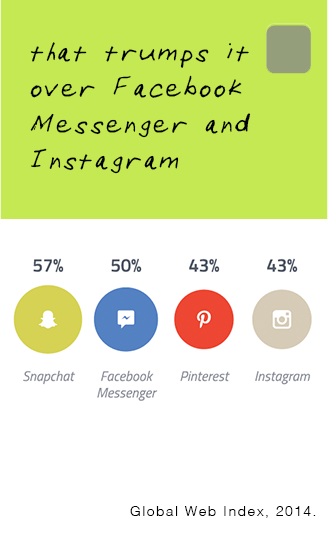 that trumps it
over Facebook
Messenger and
Instagram
57% 50% 43% 43%
Snapchat Facebook Messenger Pinterest Instagram
Global Web Index, 2014.